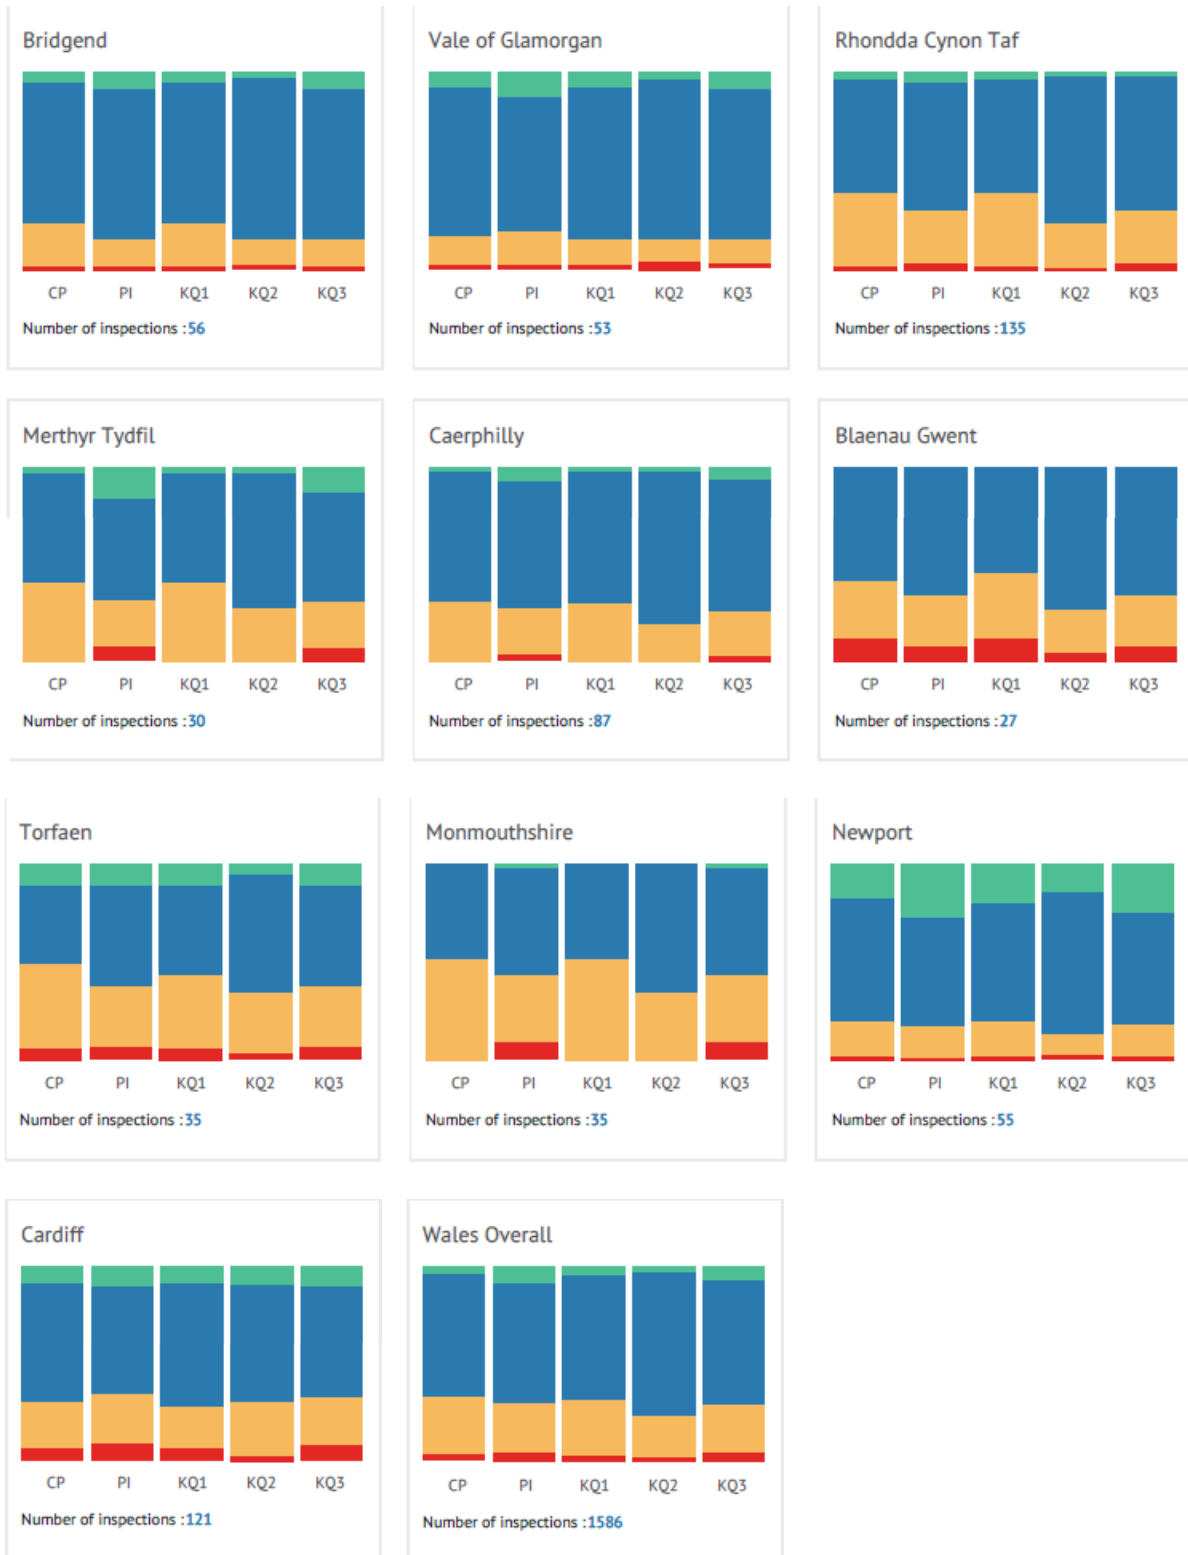 Bridgend
Vale of Glamorgan
Rhondda Cynon Taf
CP PI KQ1 KQ2 KQ3
CP PI KQ1 KQ2 KQ3
CP PI KQ1 KQ2 KQ3
Number of inspections :56
Number of inspections :53
Number of inspections :135
Merthyr Tydfil
Caerphilly
Blaenau Gwent
CP PI KQ1 KQ2 KQ3
CP PI KQ1 KQ2 KQ3
CP PI KQ1 KQ2 KQ3
Number of inspections :30
Number of inspections :87
Number of inspections :27
Torfaen
Monmouthshire
Newport
CP PI KQ1 KQ2 KQ3
CP PI KQ1 KQ2 KQ3
CP PI KQ1 KQ2 KQ3
Number of inspections :35
Number of inspections :35
Number of inspections :55
Cardiff
Wales Overall
CP PI KQ1 KQ2 KQ3
CP PI KQ1 KQ2 KQ3
Number of inspections :121
Number of inspections :1586